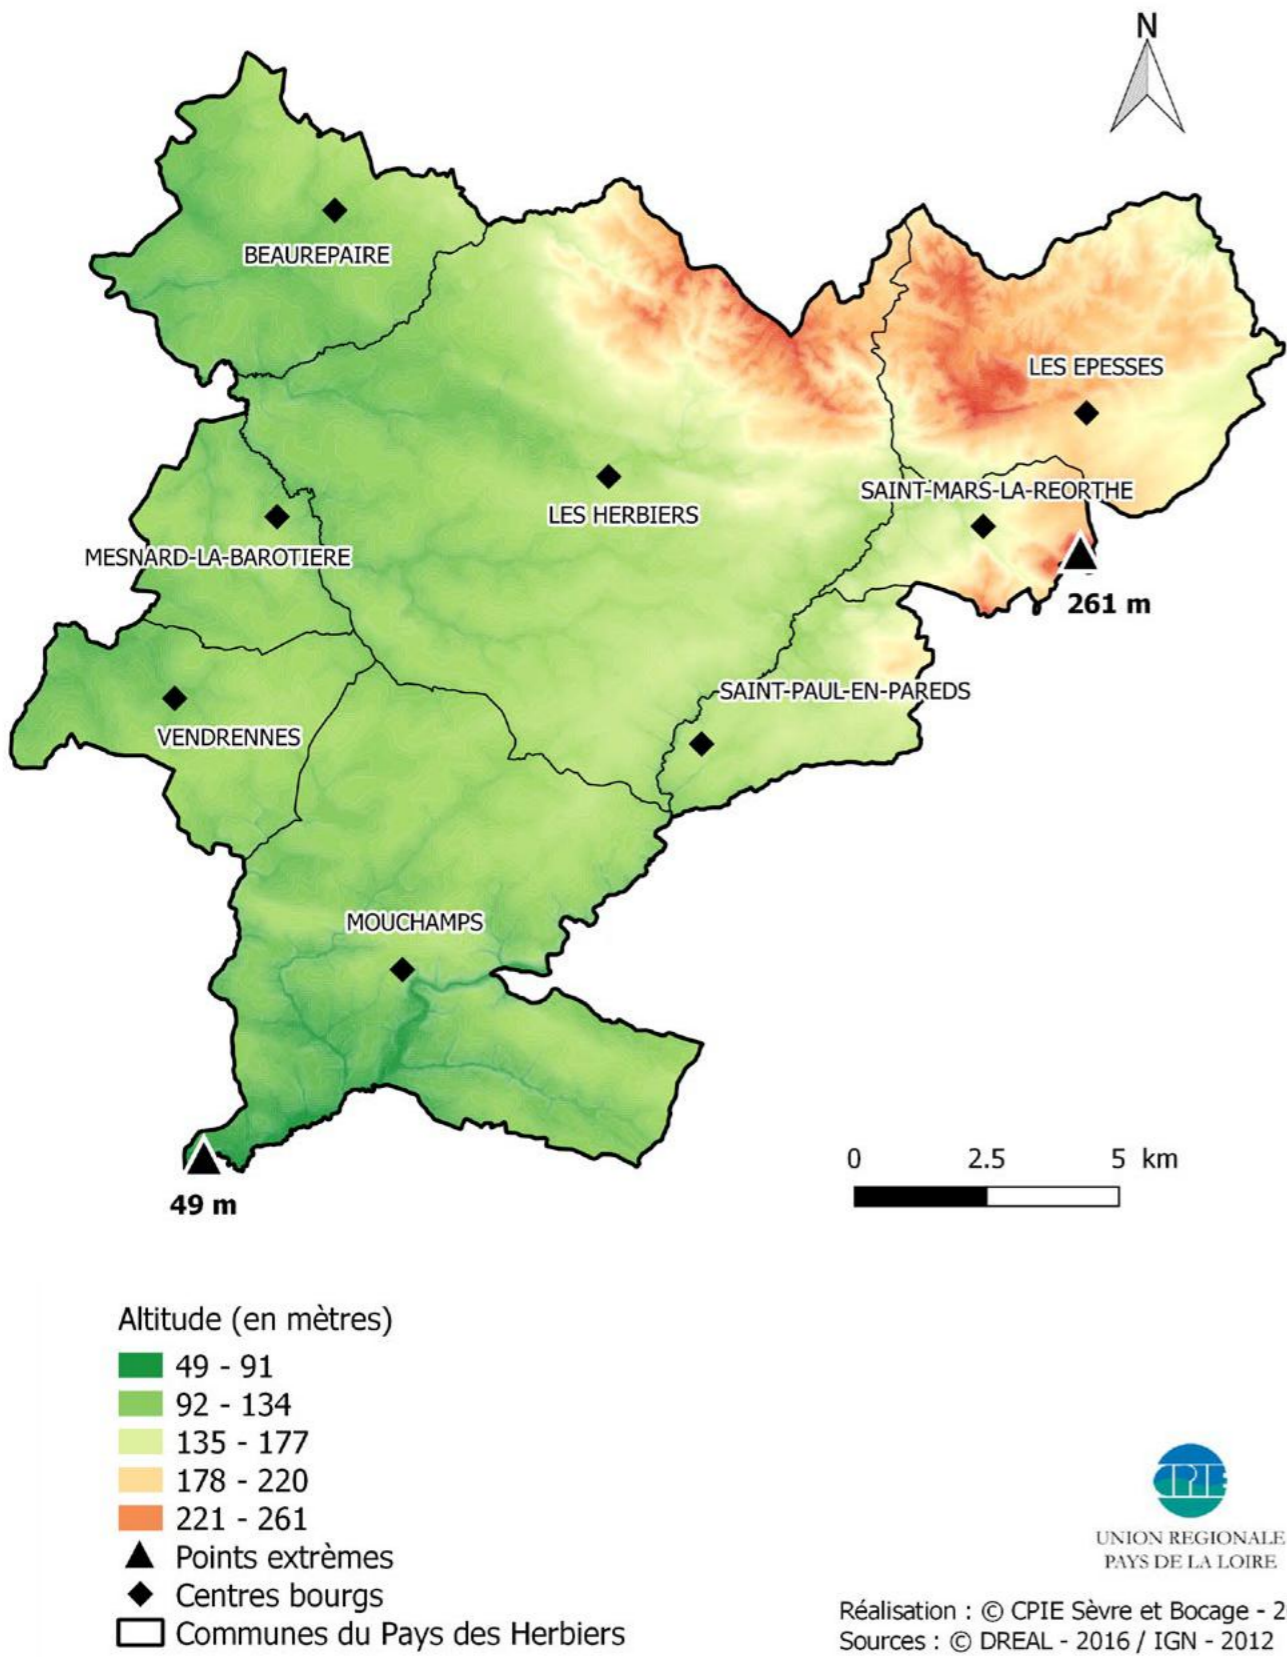 N
BEAUREPAIRE
LES EPESSES
SAINT-MARS-LA-REORTHE
LES HERBIERS
MESNARD-LA-BAROTIERE
261 m
SAINT-PAUL-EN-PAREDS
VENDRENNES
MOUCHAMPS
0 2.5 5 km
49 m
Altitude (en mètres)
49 - 91
92 - 134
135 - 177
178 - 220
221 - 261
Points extrèmes
Centres bourgs
Communes du Pays des Herbiers
CPIE
UNION REGIONALE
PAYS DE LA LOIRE
Réalisation : © CPIE Sèvre et Bocage - 2
Sources : © DREAL - 2016 / IGN - 2012